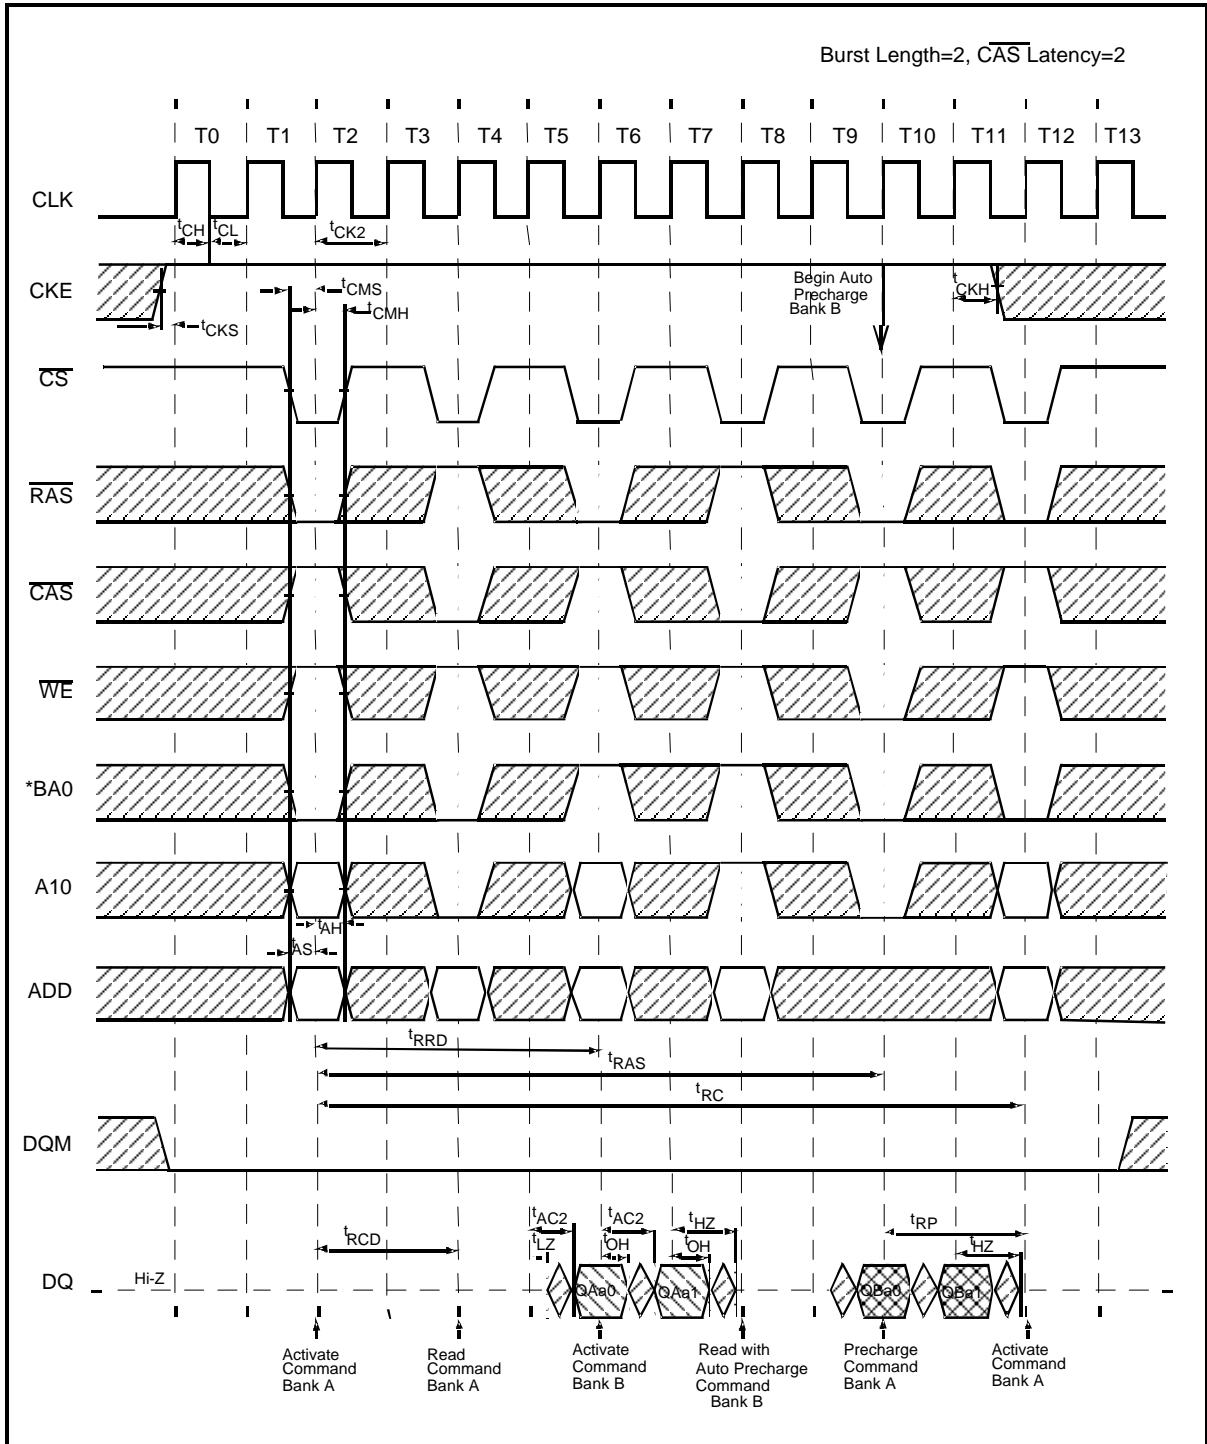 Burst Length=2, CAS Latency=2
T0 T1 T2 T3 T4 T5 T6 T7 T8 T9 T10 T11 T12 T13
CLK
tCH tCL tCK2
CKE
tCMS
tCMH
tCKS
Begin Auto
Precharge
Bank B
tCKH
CS
RAS
CAS
WE
*BA0
A10
tAH
tAS
ADD
tRRD
tRAS
tRC
DQM
tRCD
tAC2 tAC2 tHZ
tLZ tOH tOH
tRP
tHZ
DQ
Hi-Z
QAa0 QAa1 QBa0 QBa1
Activate
Command
Bank A
Read
Command
Bank A
Activate
Command
Bank B
Read with
Auto Precharge
Command
Bank B
Precharge
Command
Bank A
Activate
Command
Bank A